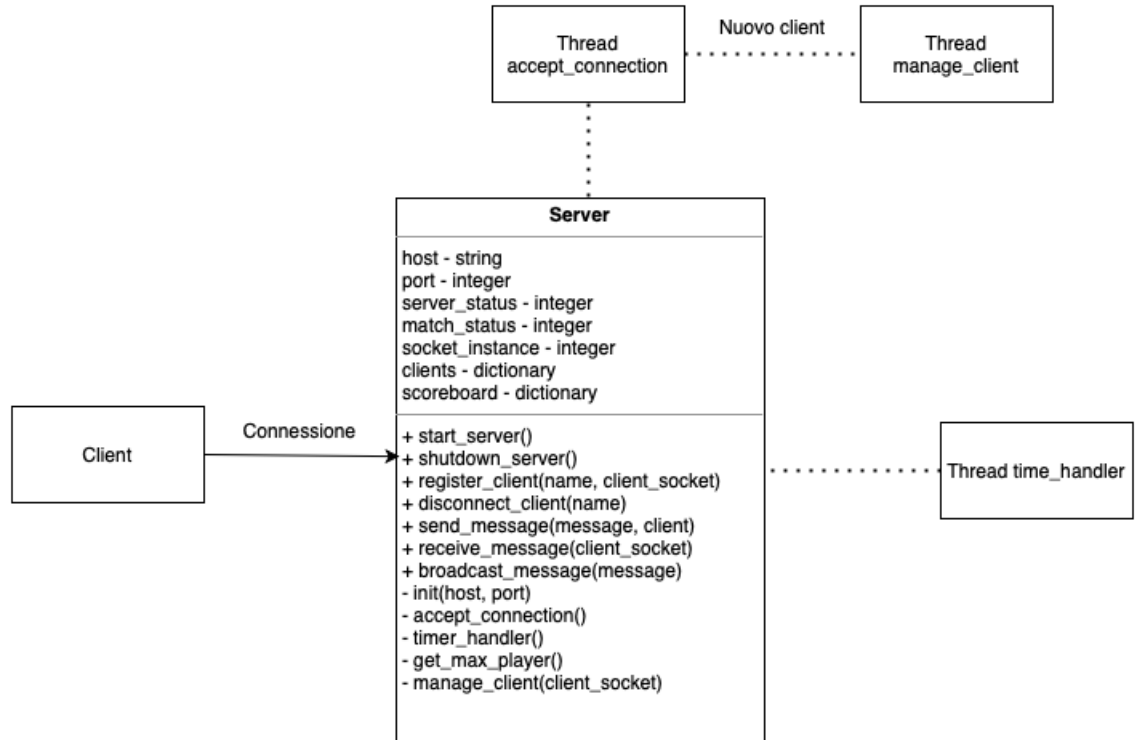 Thread
accept_connection
Nuovo client
Thread
manage_client
Server
host - string
port - integer
server_status - integer
match_status - integer
socket_instance - integer
clients - dictionary
scoreboard - dictionary
Client
Connessione
+ start_server()
+ shutdown_server()
+ register_client(name, client_socket)
+ disconnect_client(name)
+ send_message(message, client)
+ receive_message(client_socket)
+ broadcast_message(message)
- init(host, port)
- accept_connection()
- timer_handler()
- get_max_player()
- manage_client(client_socket)
Thread time_handler